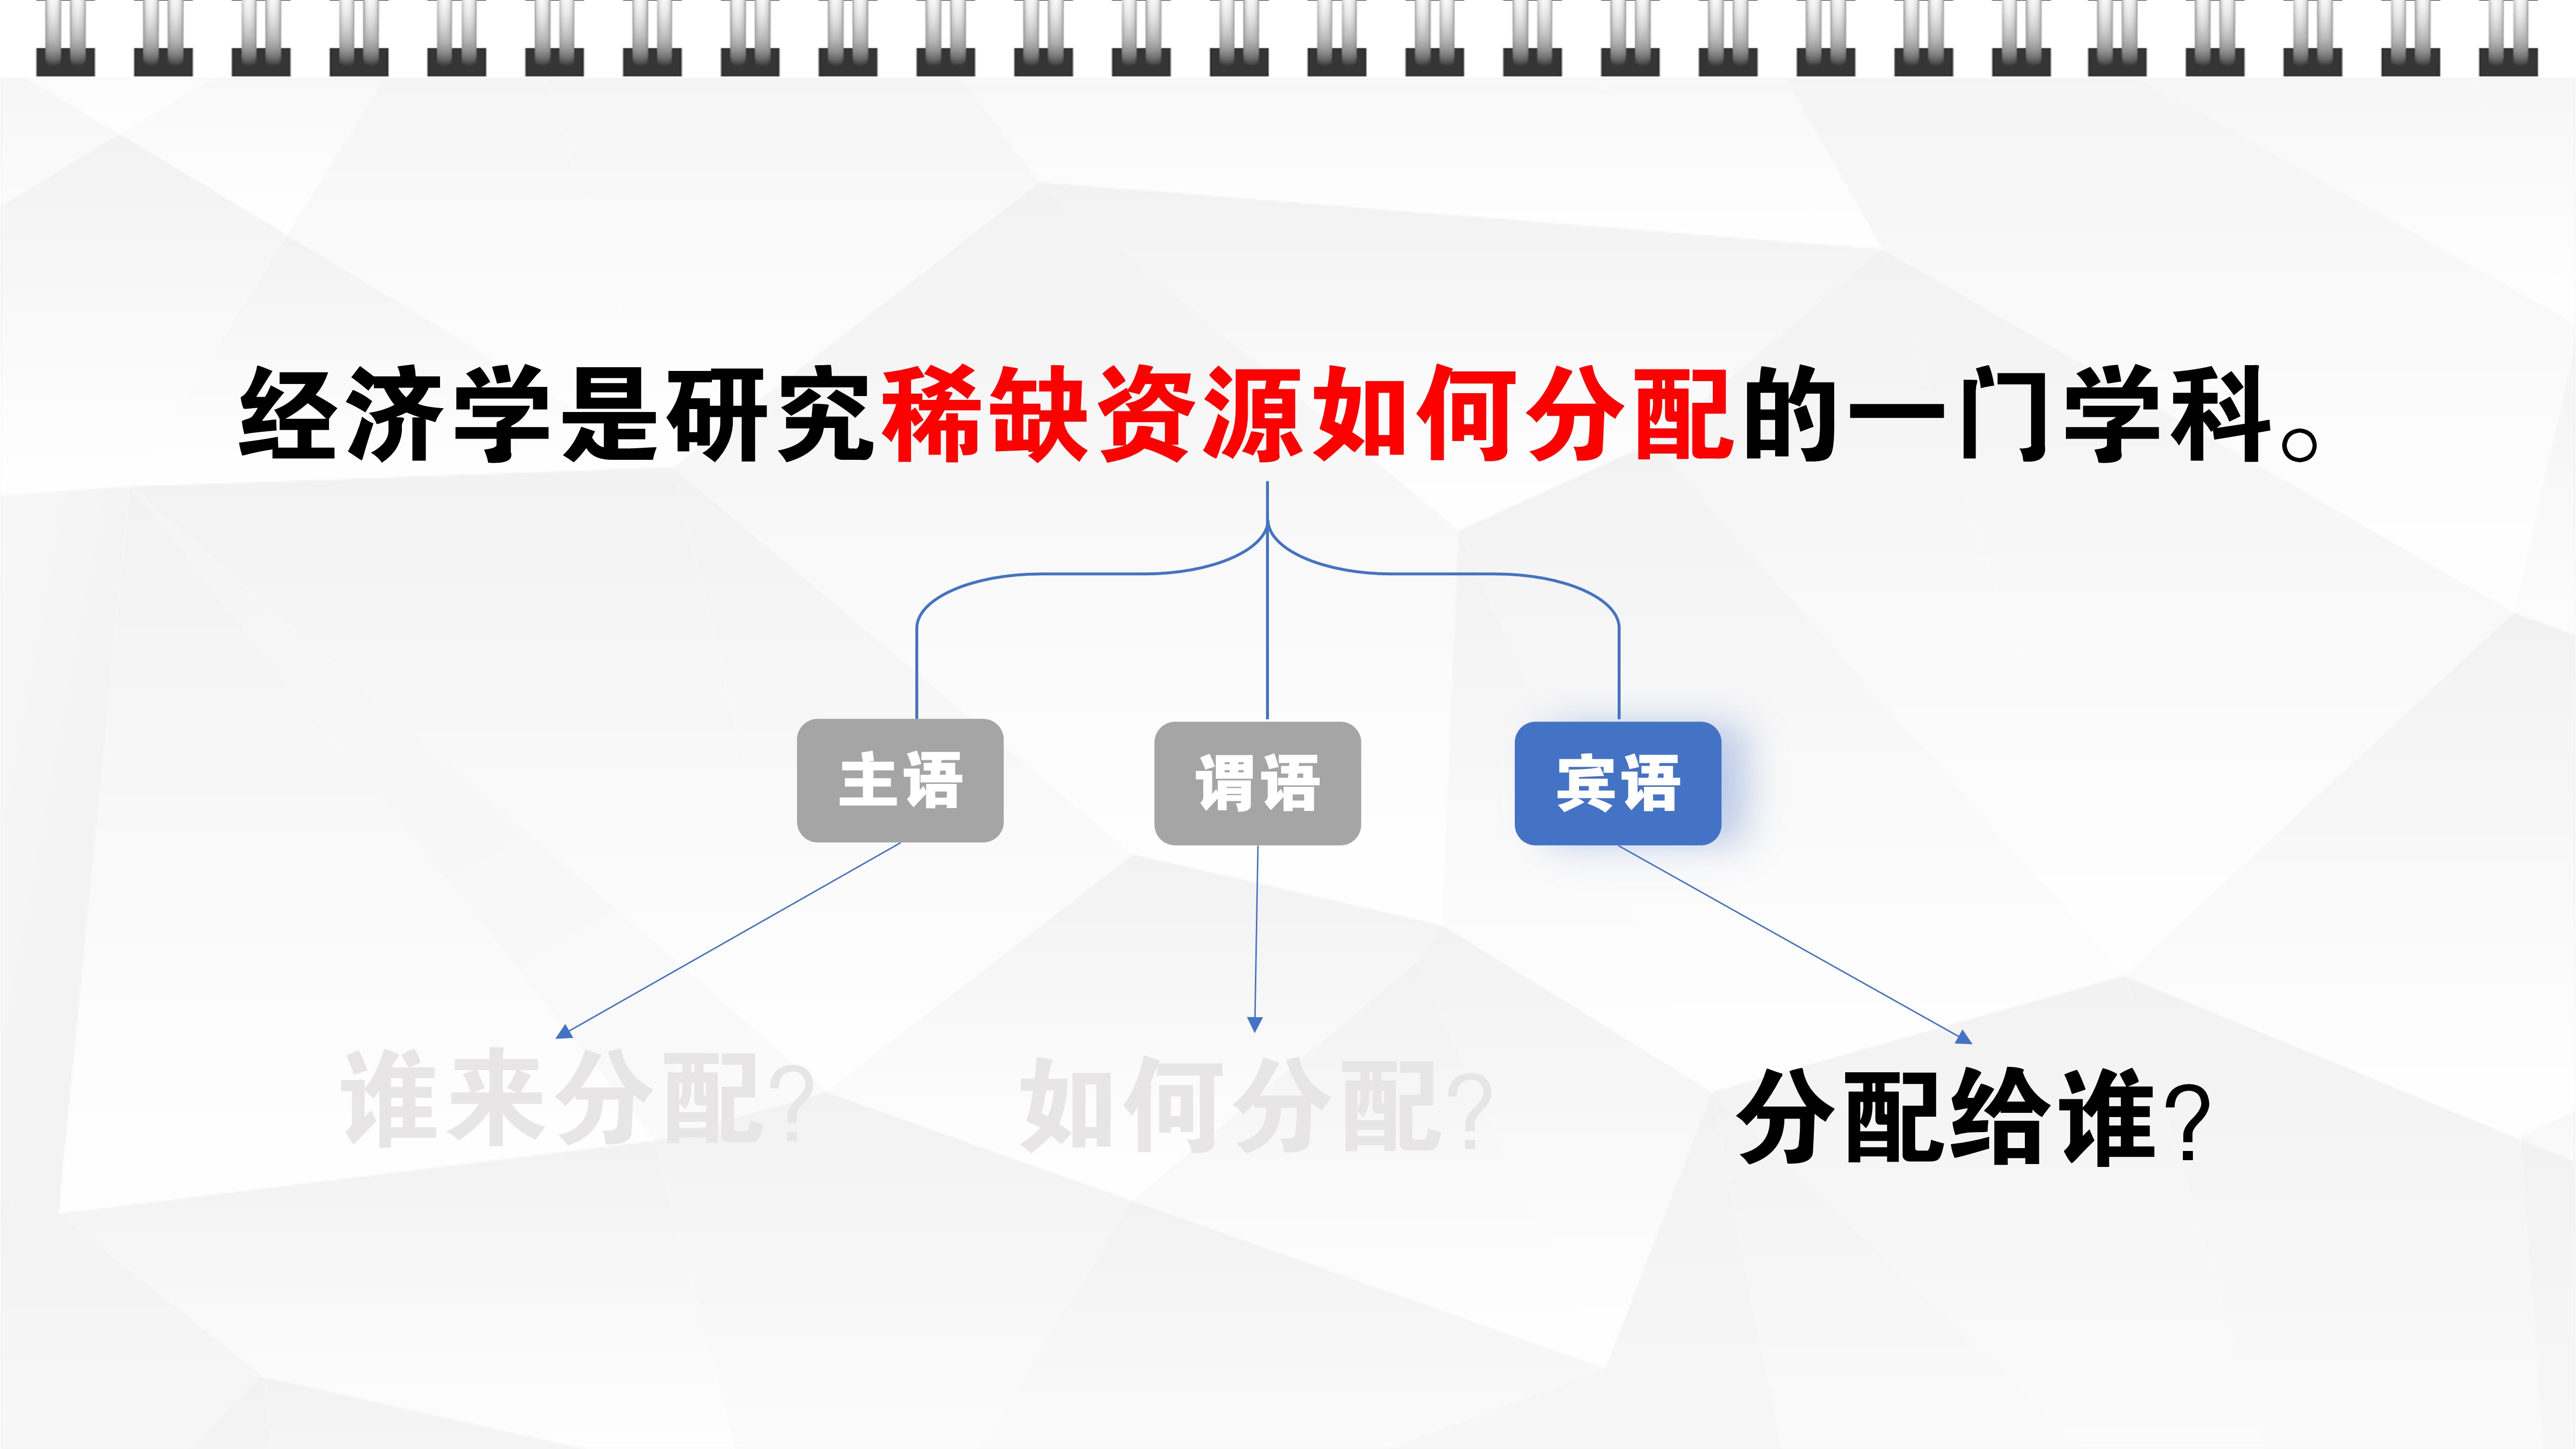 经济学是研究稀缺资源如何分配的一门学科。
主语
谓语
宾语
谁来分配?
如何分配?
分配给谁?